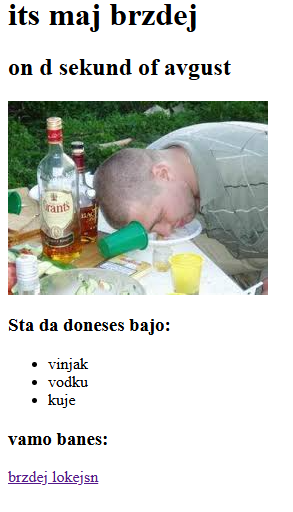 its maj brzdej
on d sekund of avgust
Grant's
Sta da doneses bajo:
vinjak
vodku
kuje
vamo banes:
brzdej lokejsn